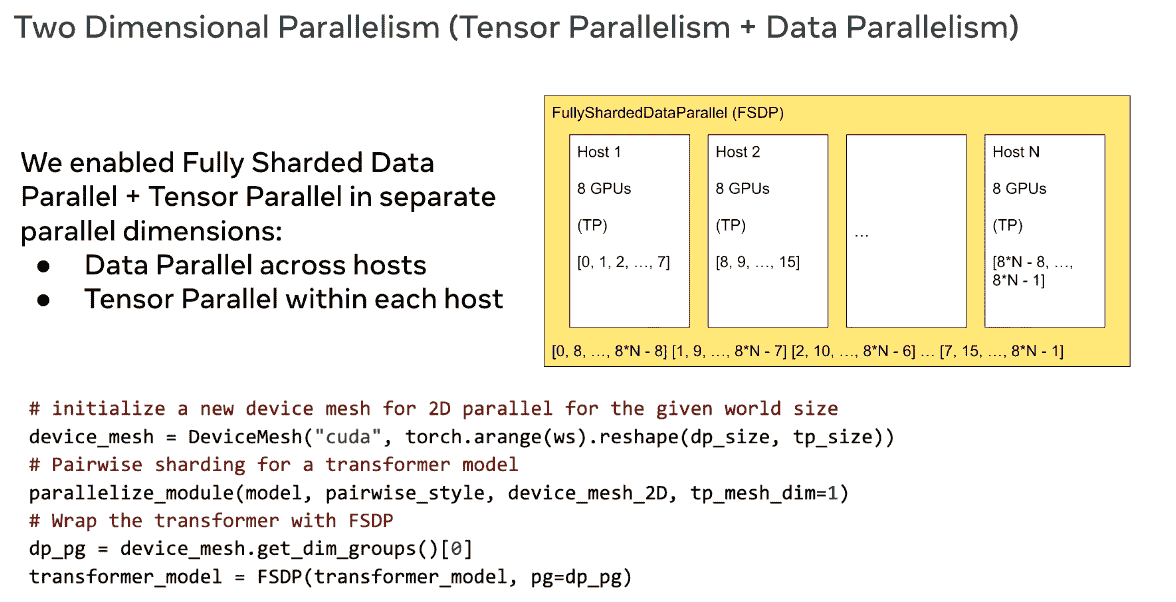 Two Dimensional Parallelism (Tensor Parallelism + Data Parallelism)
We enabled Fully Sharded Data
Parallel + Tensor Parallel in separate
parallel dimensions:
● Data Parallel across hosts
● Tensor Parallel within each host
FullyShardedDataParallel (FSDP)
Host 1
8 GPUs
(TP)
[0, 1, 2, ..., 7]
Host 2
8 GPUs
(TP)
[8, 9, ..., 15]
...
Host N
8 GPUs
(TP)
[8*N - 8, ...,
8*N - 1]
[0, 8, ..., 8*N - 8] [1, 9, ..., 8*N - 7] [2, 10, ..., 8*N - 6] ... [7, 15, ..., 8*N - 1]
# initialize a new device mesh for 2D parallel for the given world size
device_mesh = DeviceMesh("cuda", torch.arange(ws).reshape(dp_size, tp_size))
# Pairwise sharding for a transformer model
parallelize_module(model, pairwise_style, device_mesh_2D, tp_mesh_dim=1)
# Wrap the transformer with FSDP
dp_pg = device_mesh.get_dim_groups()[0]
transformer_model = FSDP(transformer_model, pg=dp_pg)